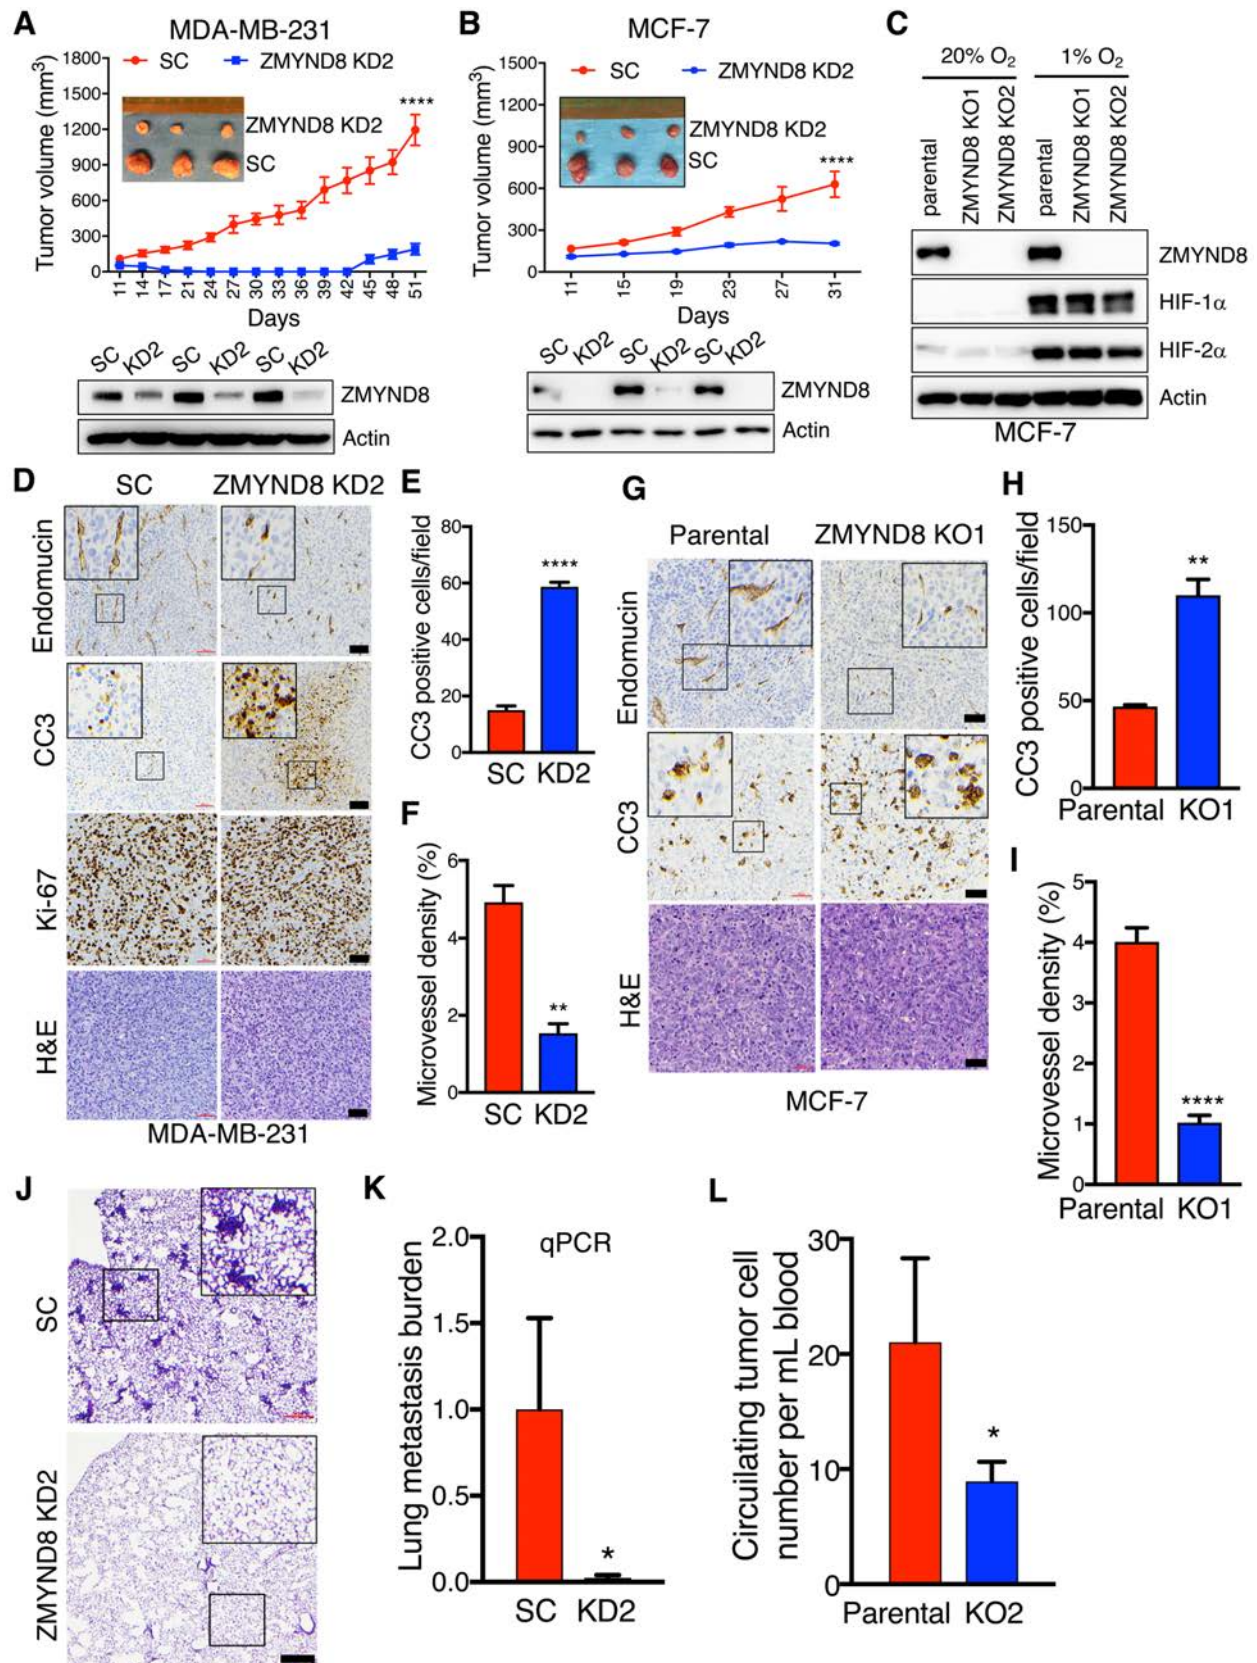 A
MDA-MB-231
SC
ZMYND8 KD2
Tumor volume (mm³)
1800
1500
1200
900
600
300
0
****
ZMYND8 KD2
SC
11 14 17 21 24 27 30 33 36 39 42 45 48 51
Days
SC KD2 SC KD2 SC KD2
ZMYND8
Actin
B
MCF-7
SC
ZMYND8 KD2
Tumor volume (mm³)
1500
1200
900
600
300
0
****
ZMYND8 KD2
SC
11 15 19 23 27 31
Days
SC KD2 SC KD2 SC KD2
ZMYND8
Actin
C
20% O₂ 1% O₂
parental ZMYND8 KO1 ZMYND8 KO2 parental ZMYND8 KO1 ZMYND8 KO2
ZMYND8
HIF-1α
HIF-2α
Actin
MCF-7
D
SC ZMYND8 KD2
Endomucin
CC3
Ki-67
H&E
MDA-MB-231
E
CC3 positive cells/field
80
60
40
20
0
****
SC KD2
F
Microvessel density (%)
6
4
2
0
**
SC KD2
G
Parental ZMYND8 KO1
Endomucin
CC3
H&E
MCF-7
H
CC3 positive cells/field
150
100
50
0
**
Parental KO1
I
Microvessel density (%)
5
4
3
2
1
0
****
Parental KO1
J
SC
ZMYND8 KD2
K
qPCR
Lung metastasis burden
2.0
1.5
1.0
0.5
0.0
*
SC KD2
L
Circuilating tumor cell
number per mL blood
30
20
10
0
*
Parental KO2